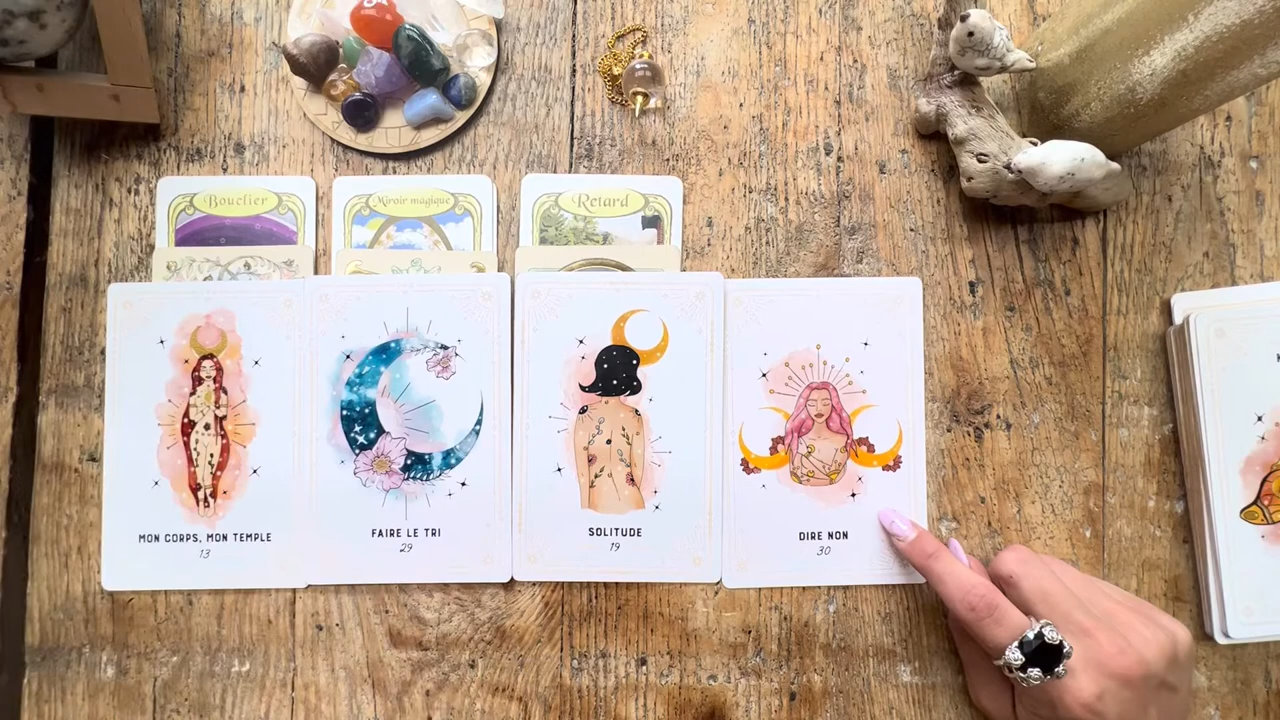 Bouclier
Miroir magique
Retard
MON CORPS, MON TEMPLE
13
FAIRE LE TRI
29
SOLITUDE
19
DIRE NON
30